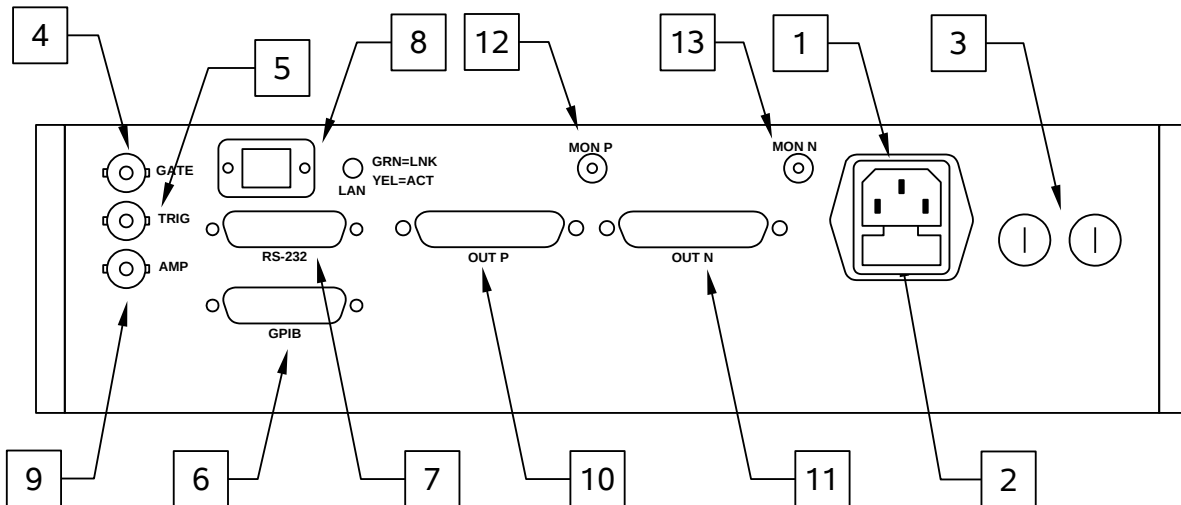 4
5
8
12
13
1
3
MON P
MON N
GATE
GRN=LNK
YEL=ACT
LAN
TRIG
RS-232
OUT P
OUT N
AMP
GPIB
9
6
7
10
11
2